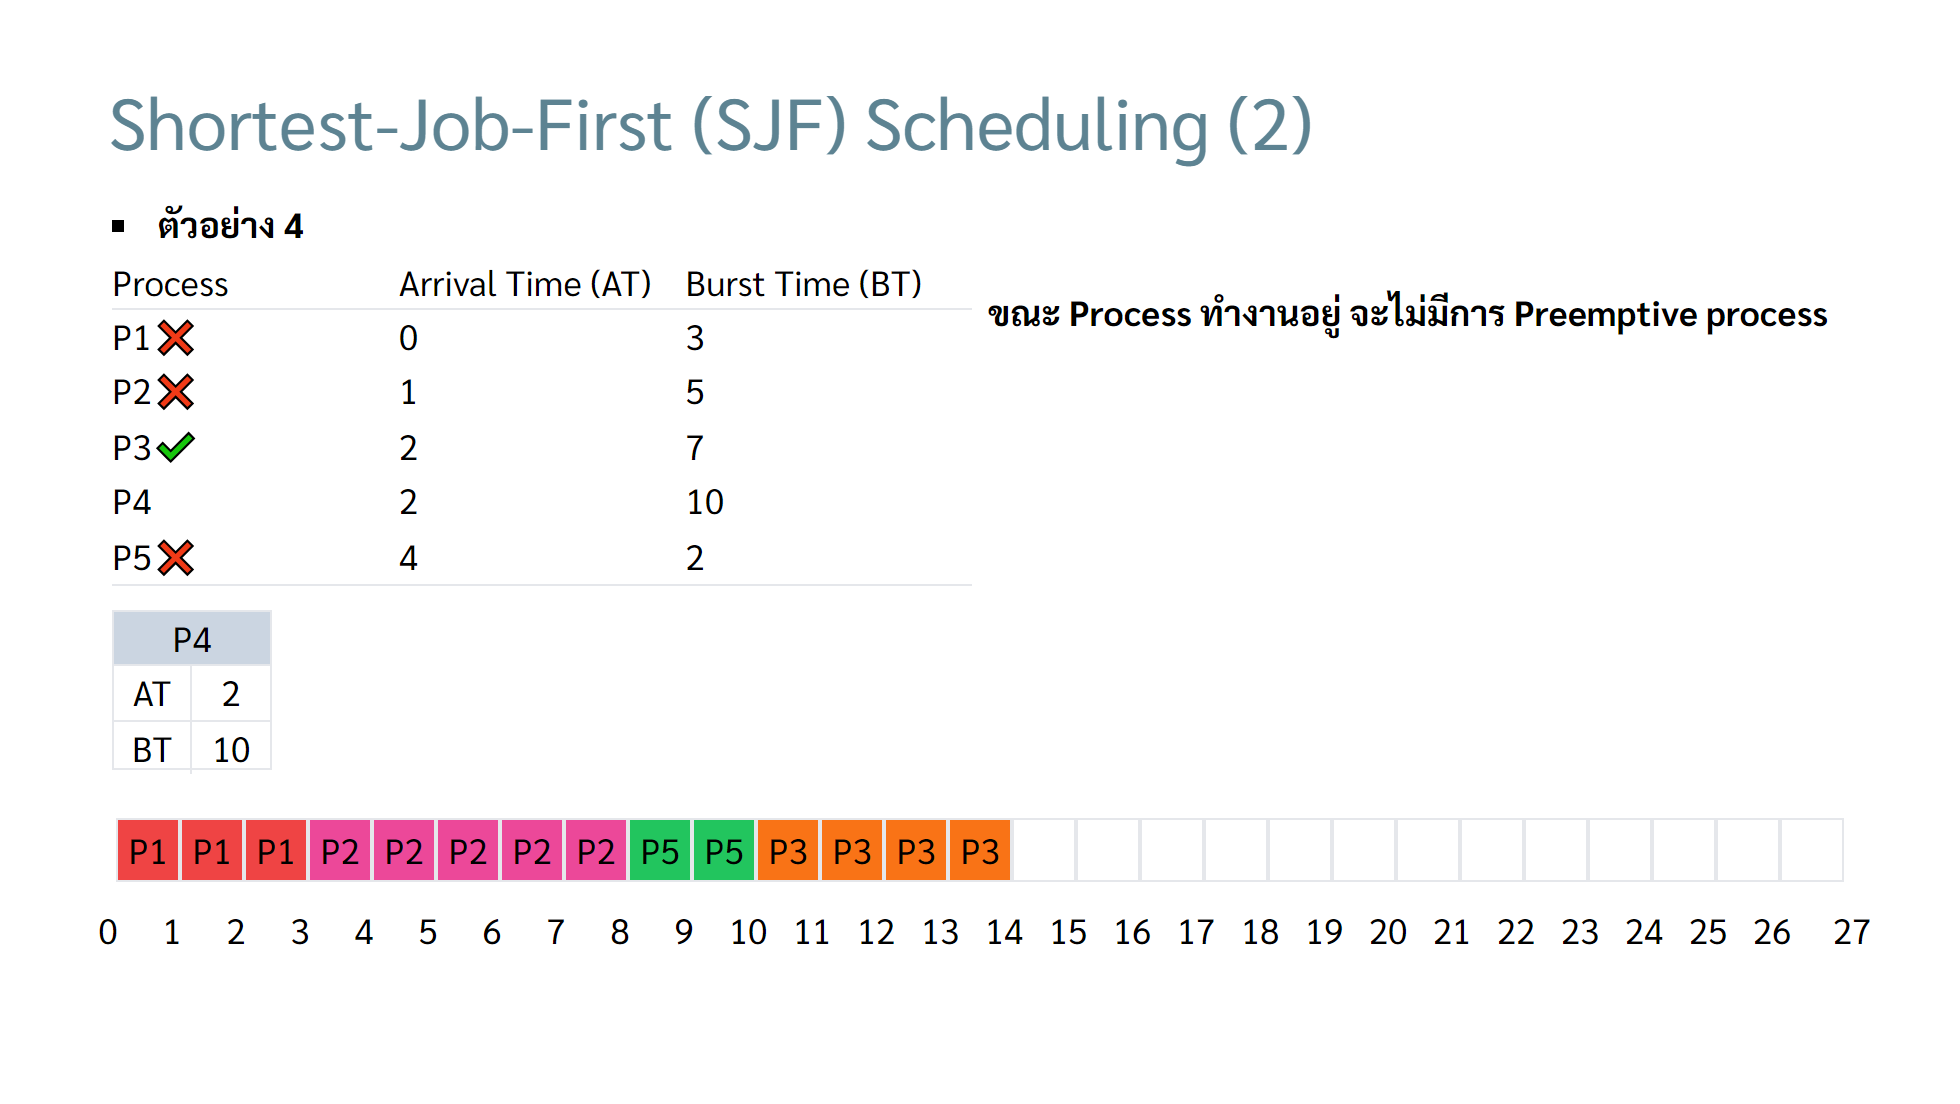 Shortest-Job-First (SJF) Scheduling (2)
ตัวอย่าง 4
Process Arrival Time (AT) Burst Time (BT)
ขณะ Process ทำงานอยู่ จะไม่มีการ Preemptive process
P1 0 3
P2 1 5
P3 2 7
P4 2 10
P5 4 2
P4
AT 2
BT 10
P1 P1 P1 P2 P2 P2 P2 P2 P5 P5 P3 P3 P3 P3
0 1 2 3 4 5 6 7 8 9 10 11 12 13 14 15 16 17 18 19 20 21 22 23 24 25 26 27